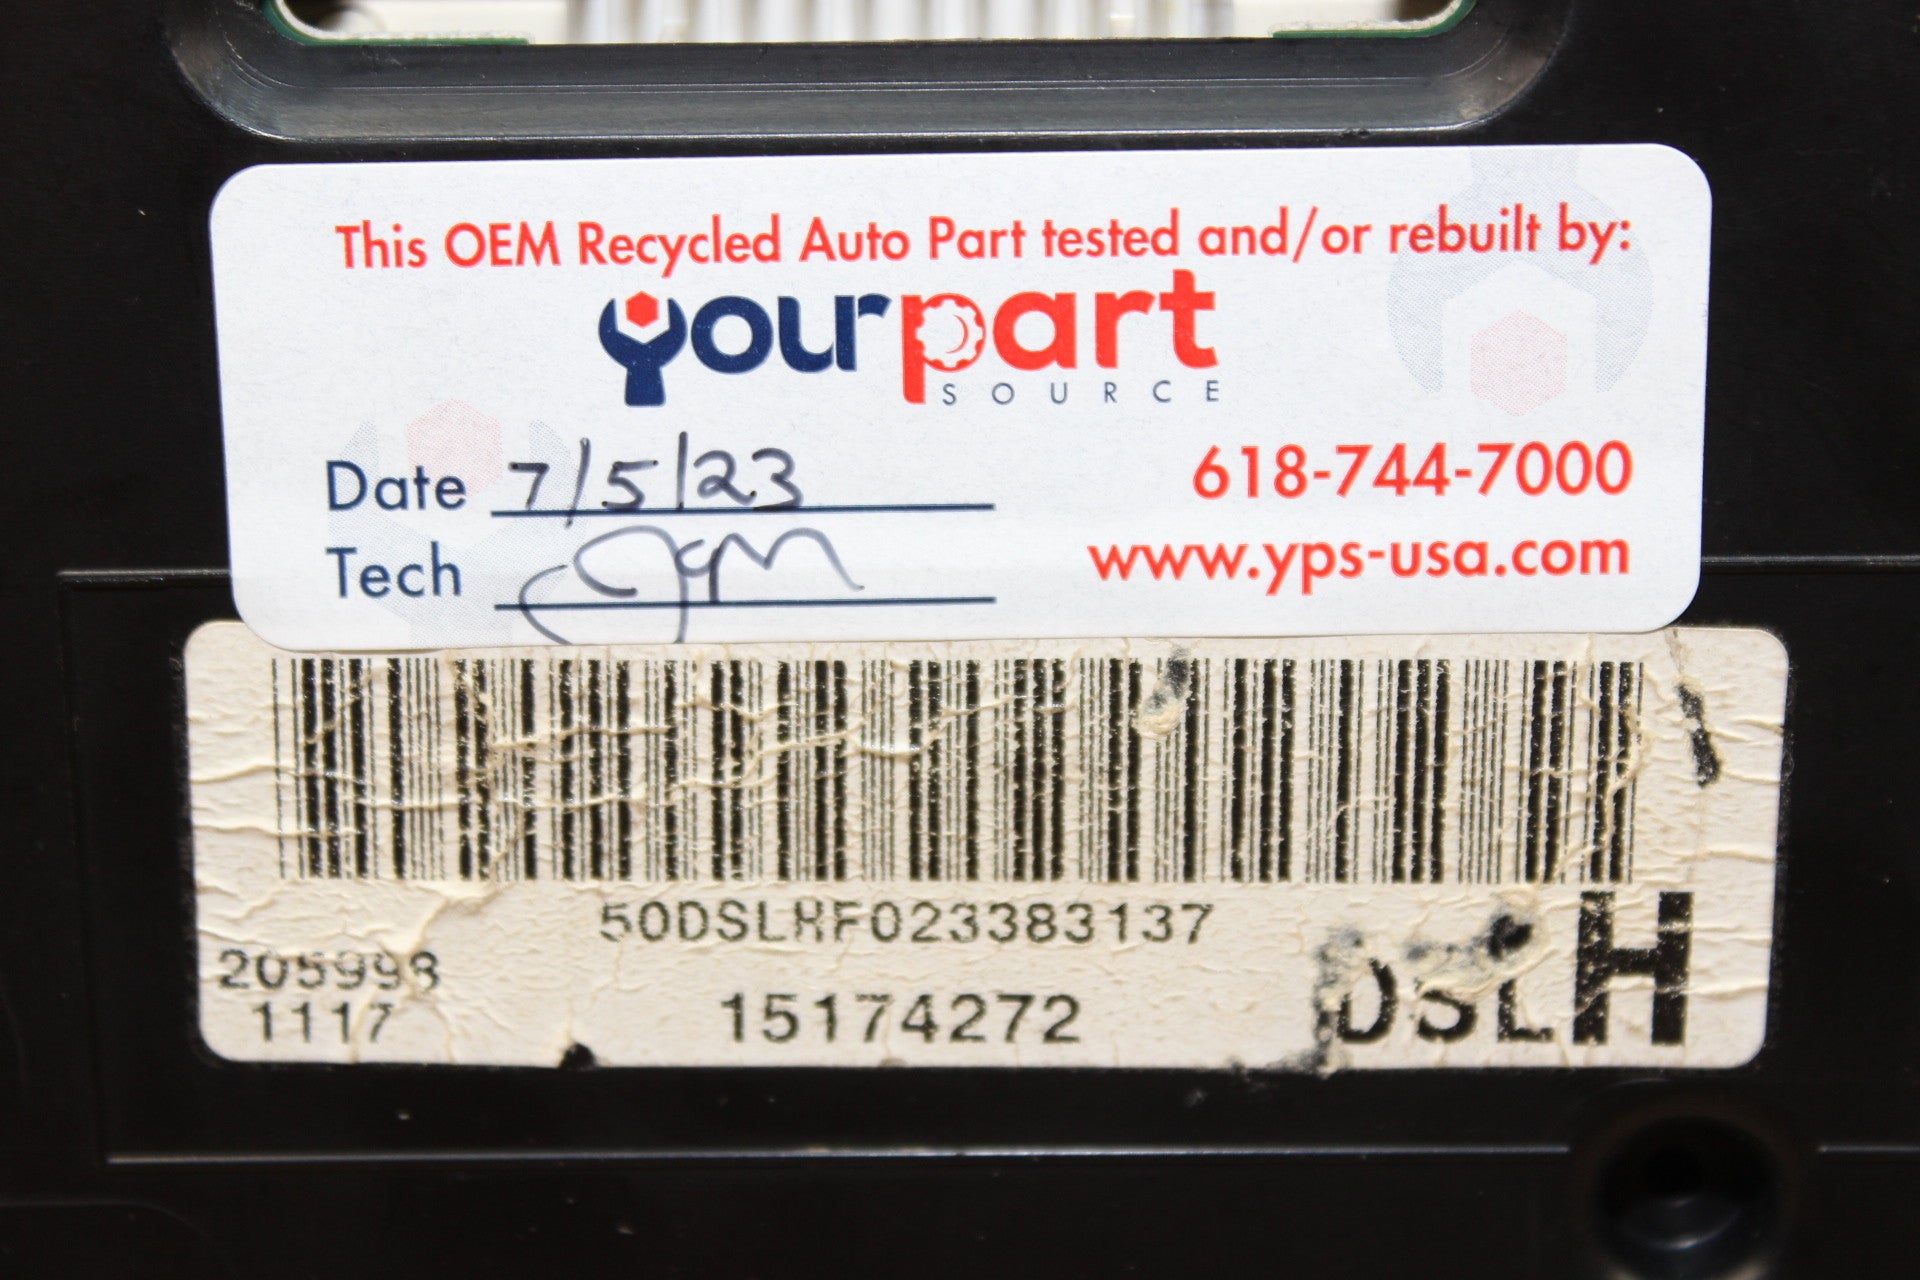 This OEM Recycled Auto Part tested and/or rebuilt by:
yourpart
SOURCE
Date 7/5/23
618-744-7000
Tech
www.yps-usa.com
50DSLHF023383137
205998
1117
15174272
DSLH